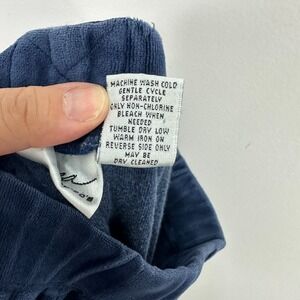 MACHINE WASH COLD
GENTLE CYCLE
SEPARATELY
ONLY NON-CHLORINE
BLEACH WHEN
NEEDED
TUMBLE DRY LOW
WARM IRON ON
REVERSE SIDE ONLY
MAY BE
DRY CLEANED